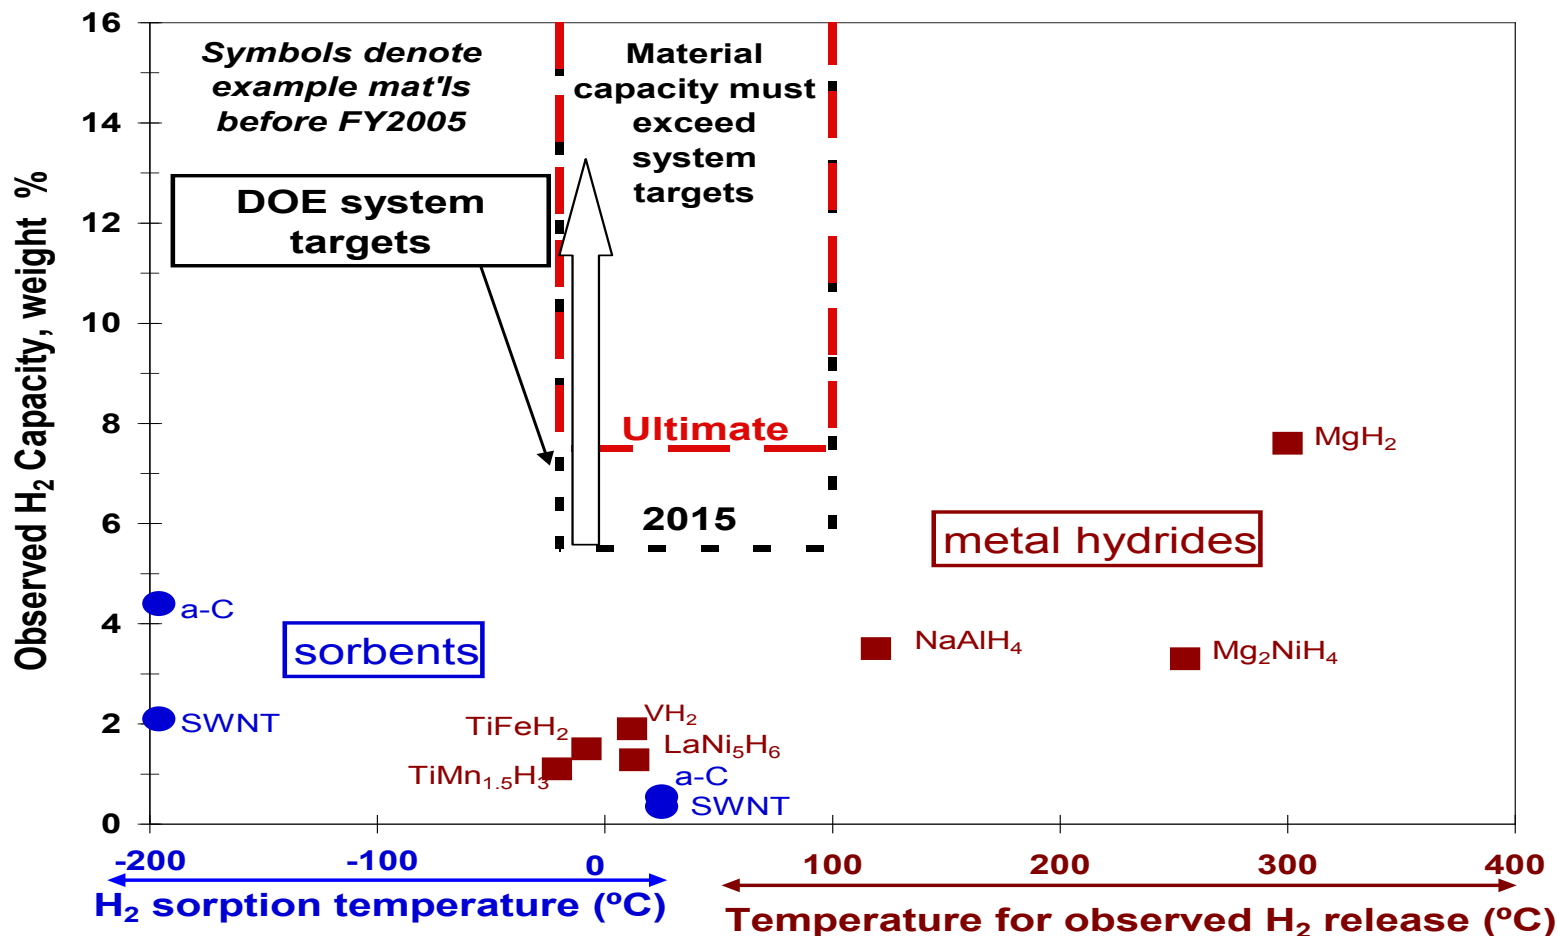 Observed H₂ Capacity, weight %
16
14
12
10
8
6
4
2
0
Symbols denote
example mat'ls
before FY2005
Material
capacity must
exceed
system
targets
DOE system
targets
Ultimate
2015
MgH₂
metal hydrides
a-C
sorbents
SWNT
NaAlH₄
Mg₂NiH₄
TiFeH₂
VH₂
LaNi₅H₆
TiMn₁.₅H₃
a-C
SWNT
-200
-100
0
100
200
300
400
H₂ sorption temperature (ºC)
Temperature for observed H₂ release (ºC)